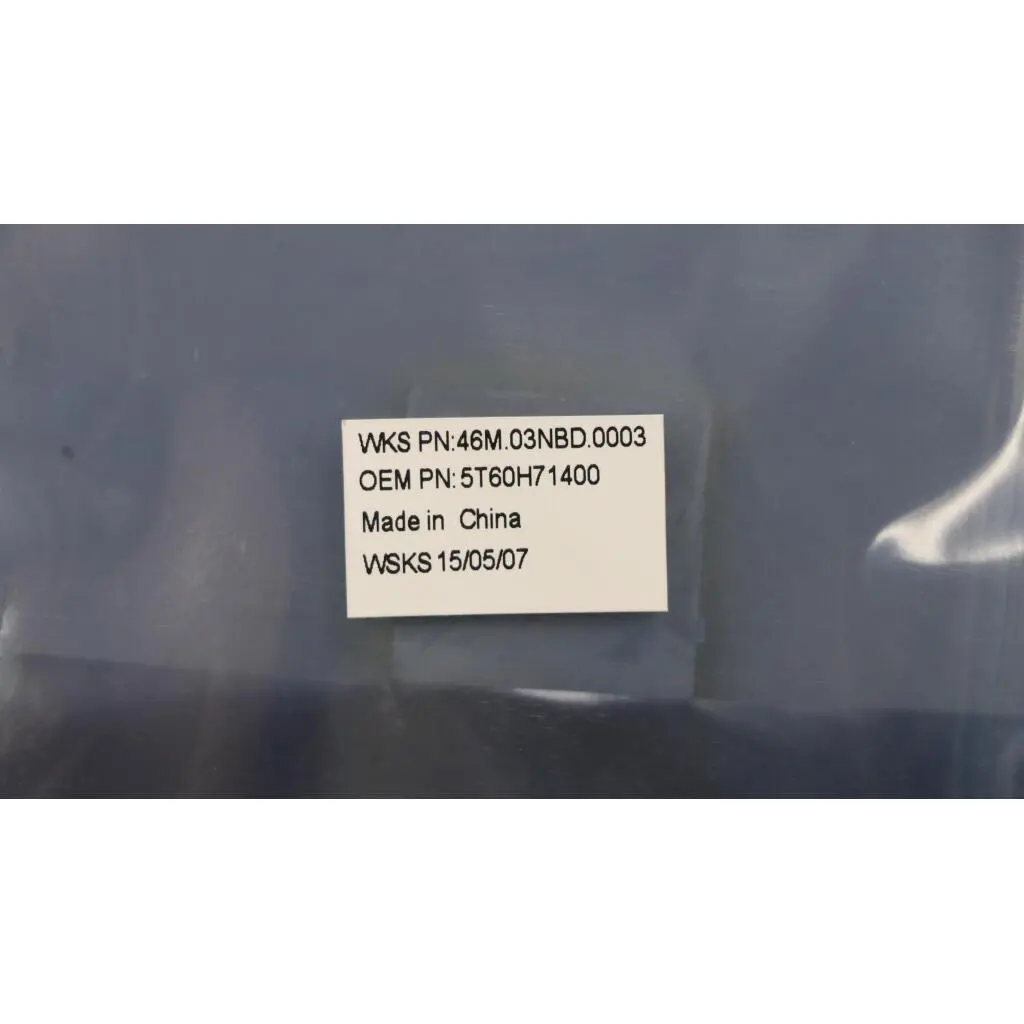 WKS PN:46M.03NBD.0003
OEM PN:5T60H71400
Made in China
WSKS 15/05/07